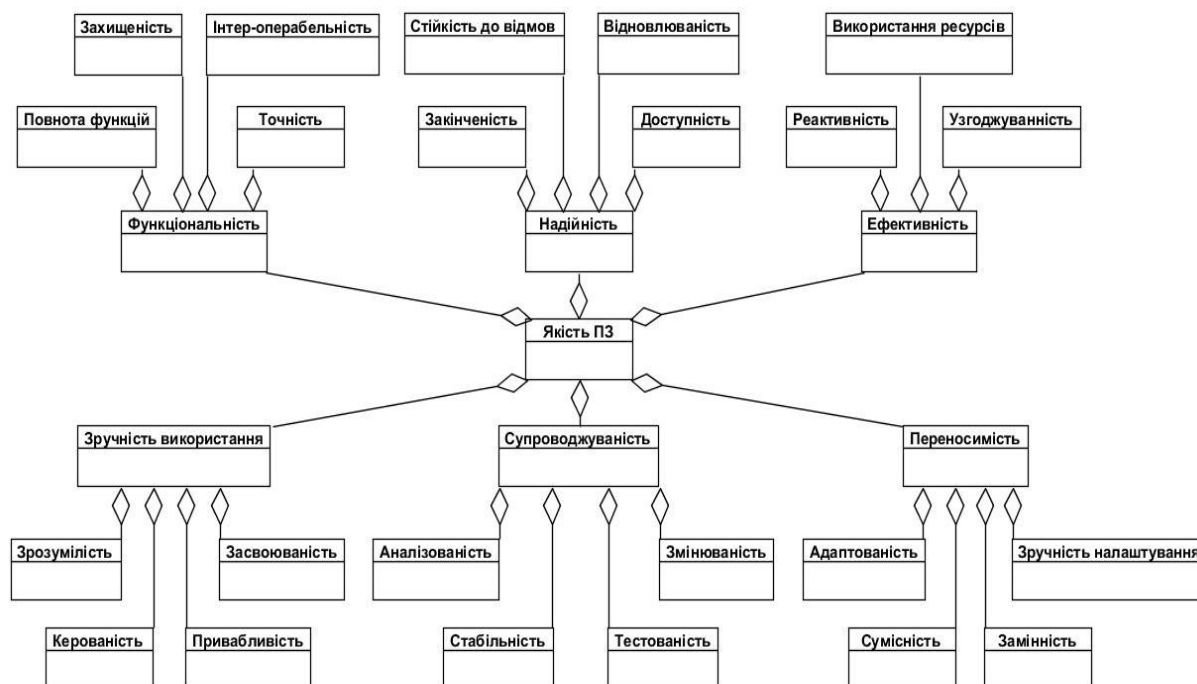 Захищеність
Інтер-операбельність
Стійкість до відмов
Відновлюваність
Використання ресурсів
Повнота функцій
Точність
Закінченість
Доступність
Реактивність
Узгоджуванність
Функціональність
Надійність
Ефективність
Якість ПЗ
Зручність використання
Супроводжуваність
Переносимість
Зрозумілість
Засвоюваність
Аналізованість
Змінюваність
Адаптованість
Зручність налаштування
Керованість
Привабливість
Стабільність
Тестованість
Сумісність
Замінність